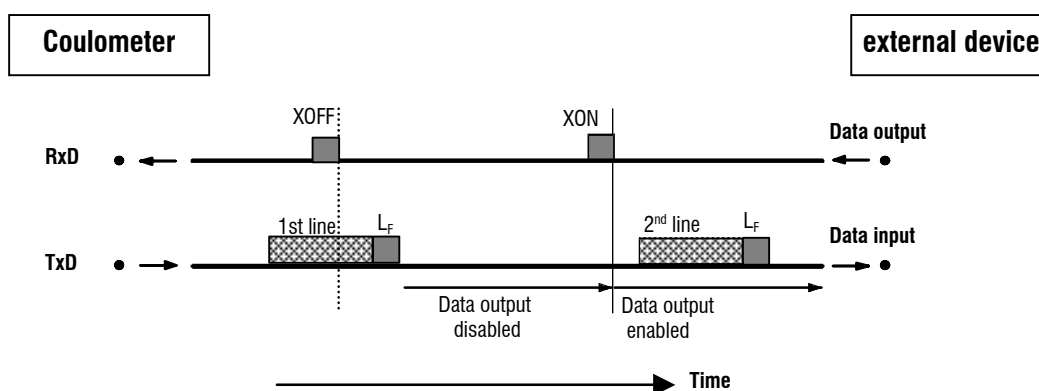 Coulometer
external device
XOFF
XON
Data output
RxD
1st line
LF
2nd line
LF
Data input
TxD
Data output
disabled
Data output
enabled
Time